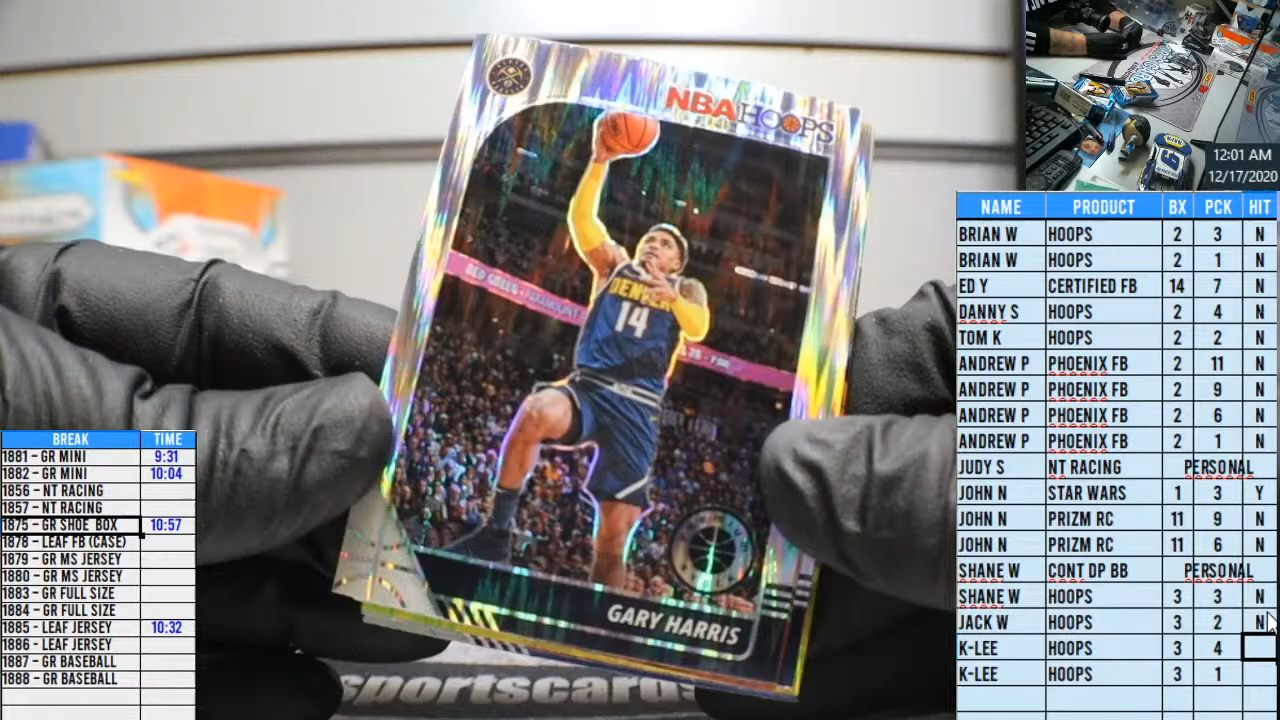 NBA HOOPS
RED GREEN
PARAMOUNT
DENVER
14
GARY HARRIS
sportscards
12:01 AM
12/17/2020
NAME PRODUCT BX PCK HIT
BRIAN W HOOPS 2 3 N
BRIAN W HOOPS 2 1 N
ED Y CERTIFIED FB 14 7 N
DANNY S HOOPS 2 4 N
TOM K HOOPS 2 2 N
ANDREW P PHOENIX FB 2 11 N
ANDREW P PHOENIX FB 2 9 N
ANDREW P PHOENIX FB 2 6 N
ANDREW P PHOENIX FB 2 1 N
JUDY S NT RACING PERSONAL
JOHN N STAR WARS 1 3 Y
JOHN N PRIZM RC 11 9 N
JOHN N PRIZM RC 11 6 N
SHANE W CONT DP BB PERSONAL
SHANE W HOOPS 3 3 N
JACK W HOOPS 3 2 N
K-LEE HOOPS 3 4
K-LEE HOOPS 3 1
BREAK TIME
1881 – GR MINI 9:31
1882 – GR MINI 10:04
1856 – NT RACING
1857 – NT RACING
1875 – GR SHOE BOX 10:57
1878 – LEAF FB (CASE)
1879 – GR MS JERSEY
1880 – GR MS JERSEY
1883 – GR FULL SIZE
1884 – GR FULL SIZE
1885 – LEAF JERSEY 10:32
1886 – LEAF JERSEY
1887 – GR BASEBALL
1888 – GR BASEBALL